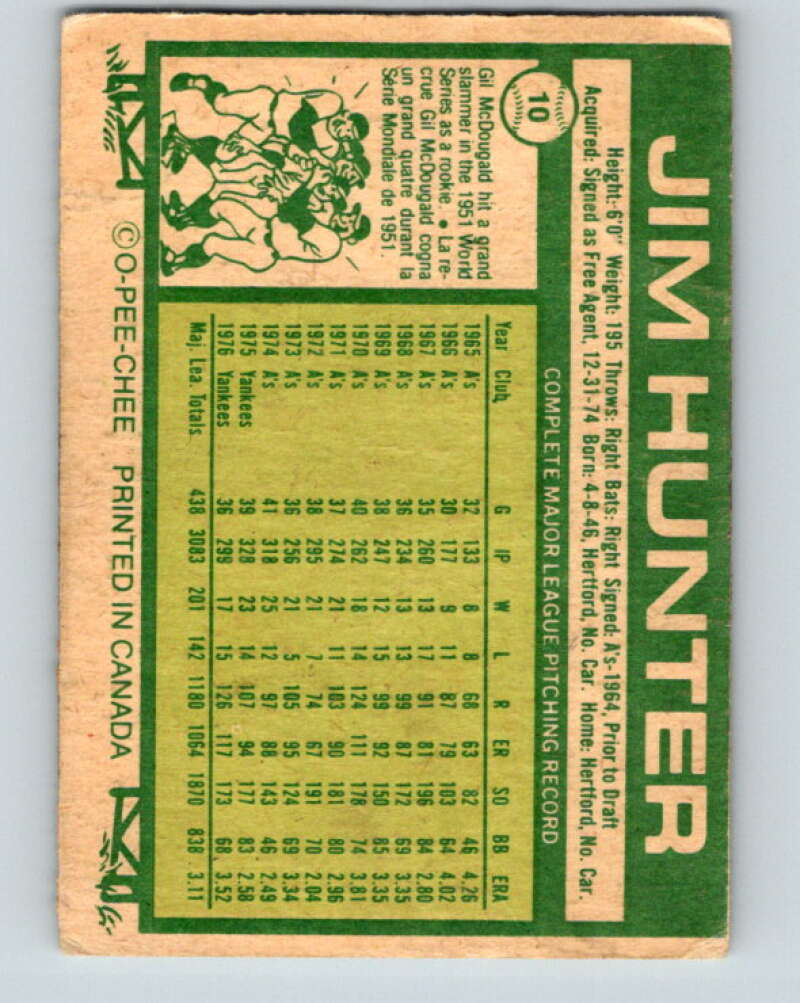 10
JIM HUNTER
Height: 6'0" Weight: 195 Throws: Right Bats: Right Signed: A's-1964, Prior to Draft
Acquired: Signed as Free Agent, 12-31-74 Born: 4-8-46, Hertford, No. Car. Home: Hertford, No. Car.
COMPLETE MAJOR LEAGUE PITCHING RECORD
Gil McDougald hit a grand
slammer in the 1951 World
Series as a rookie. • La re-
crue Gil McDougald cogna
un grand quatre durant la
Série Mondiale de 1951.
Year Club G IP W L R ER SO BB ERA
1965 A's 32 133 8 8 68 63 82 46 4.26
1966 A's 30 177 9 11 87 79 103 64 4.02
1967 A's 35 260 13 17 91 81 196 84 2.80
1968 A's 36 234 13 13 99 87 172 69 3.35
1969 A's 38 247 12 15 99 92 150 85 3.35
1970 A's 40 262 18 14 124 111 178 74 3.81
1971 A's 37 274 21 11 103 90 181 80 2.96
1972 A's 38 295 21 7 74 67 191 70 2.04
1973 A's 36 256 21 5 105 95 124 69 3.34
1974 A's 41 318 25 12 97 88 143 46 2.49
1975 Yankees 39 328 23 14 107 94 177 83 2.58
1976 Yankees 36 299 17 15 126 117 173 68 3.52
Maj. Lea. Totals 438 3083 201 142 1180 1064 1870 838 3.11
©O-PEE-CHEE PRINTED IN CANADA